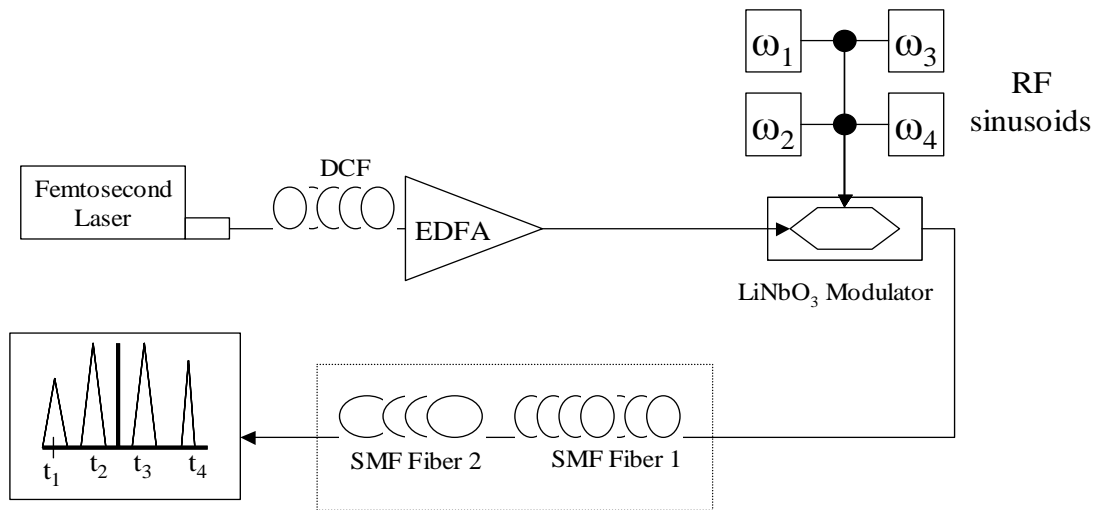 ω1 ω3
ω2 ω4
RF
sinusoids
Femtosecond
Laser
DCF
EDFA
LiNbO3 Modulator
t1 t2 t3 t4
SMF Fiber 2
SMF Fiber 1